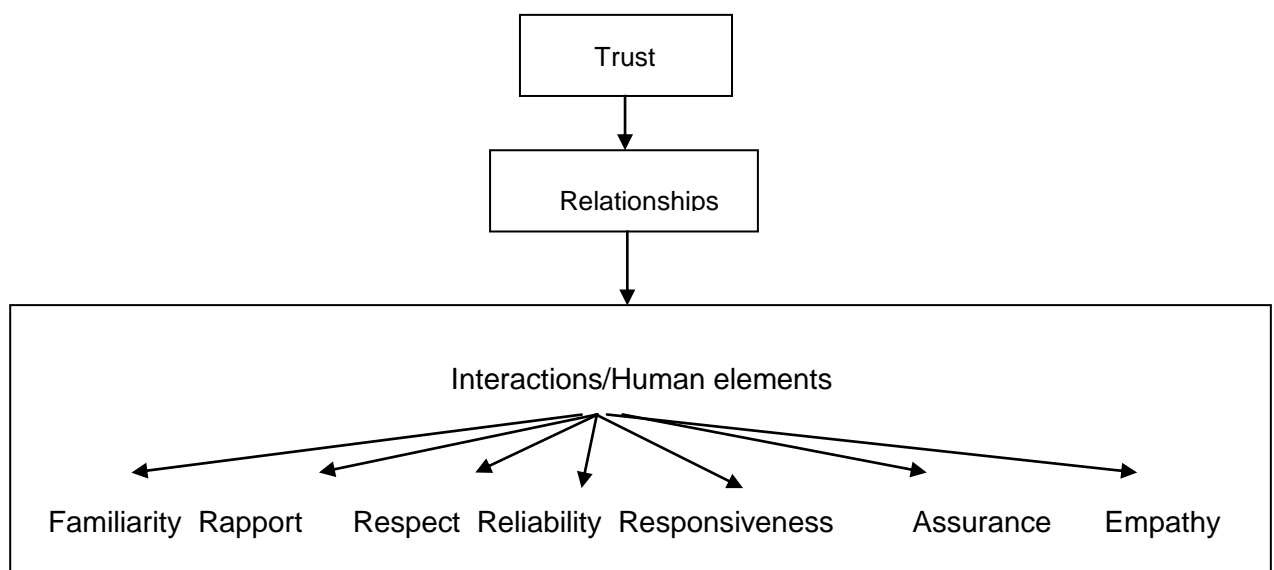 Trust
Relationships
Interactions/Human elements
Familiarity Rapport Respect Reliability Responsiveness Assurance Empathy